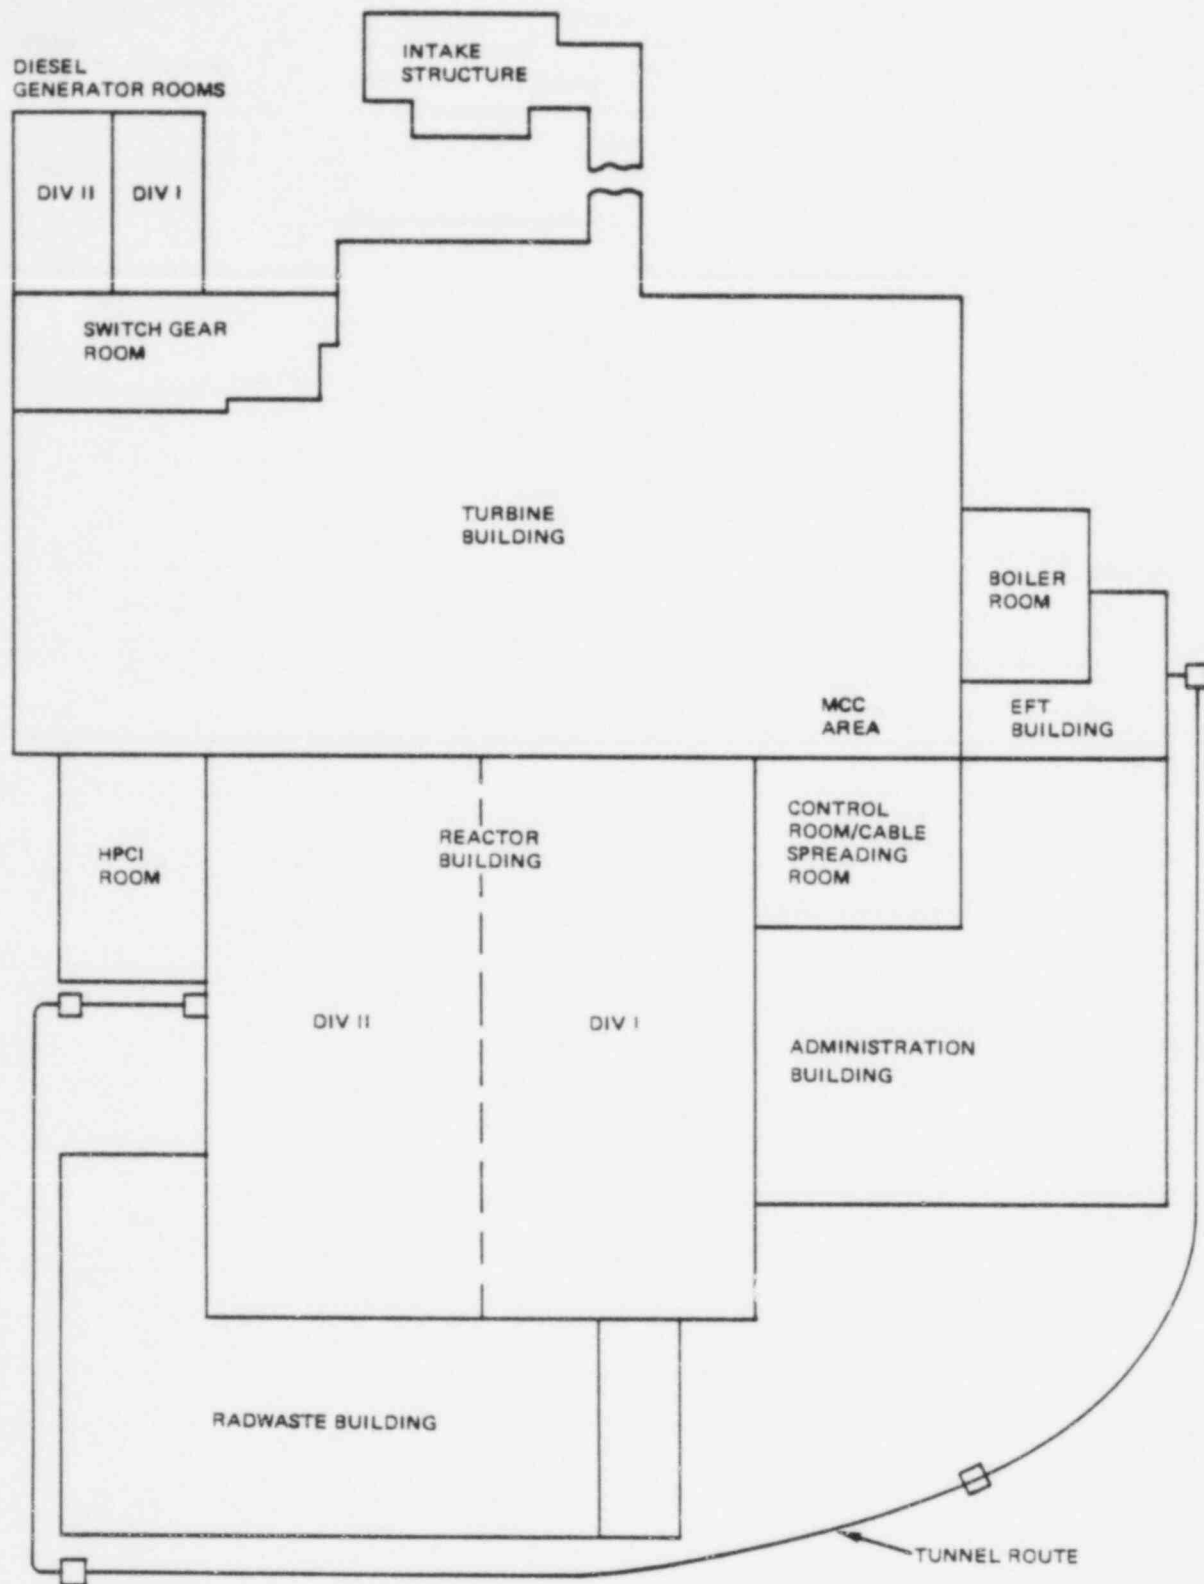 INTAKE
STRUCTURE
DIESEL
GENERATOR ROOMS
DIV II
DIV I
SWITCH GEAR
ROOM
TURBINE
BUILDING
BOILER
ROOM
MCC
AREA
EFT
BUILDING
HPCI
ROOM
REACTOR
BUILDING
CONTROL
ROOM/CABLE
SPREADING
ROOM
DIV II
DIV I
ADMINISTRATION
BUILDING
RADWASTE BUILDING
TUNNEL ROUTE